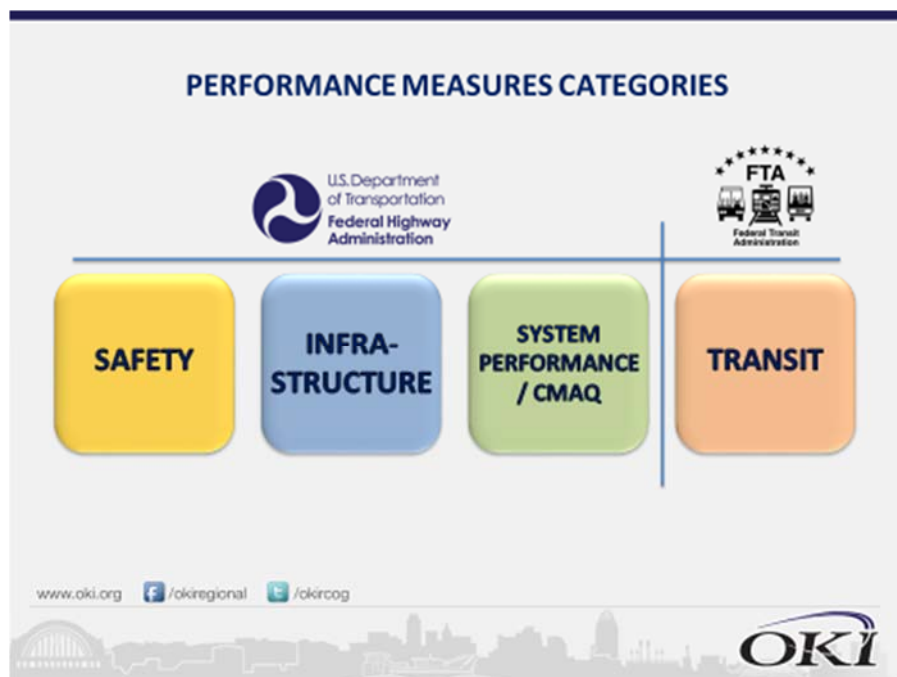 PERFORMANCE MEASURES CATEGORIES
U.S. Department
of Transportation
Federal Highway
Administration
FTA
Federal Transit
Administration
SAFETY
INFRA-
STRUCTURE
SYSTEM
PERFORMANCE
/ CMAQ
TRANSIT
www.oki.org
f /okiregional
t /okircog
OKI